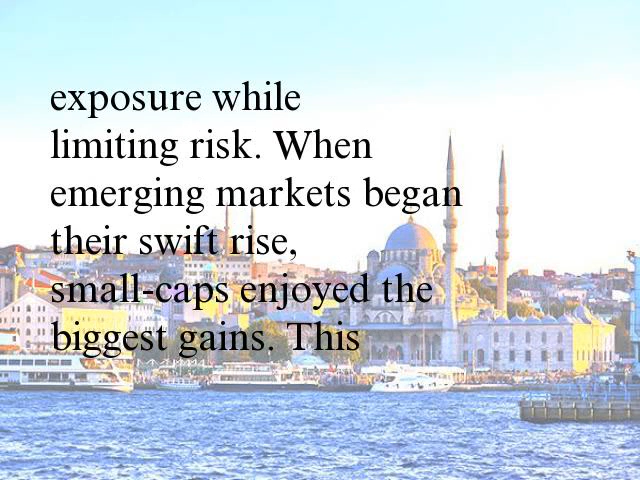 exposure while
limiting risk. When
emerging markets began
their swift rise,
small-caps enjoyed the
biggest gains. This